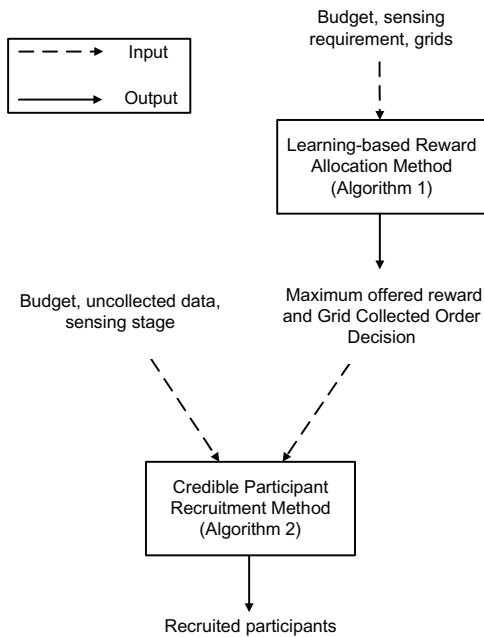 Budget, sensing
requirement, grids
Input
Output
Learning-based Reward
Allocation Method
(Algorithm 1)
Budget, uncollected data,
sensing stage
Maximum offered reward
and Grid Collected Order
Decision
Credible Participant
Recruitment Method
(Algorithm 2)
Recruited participants